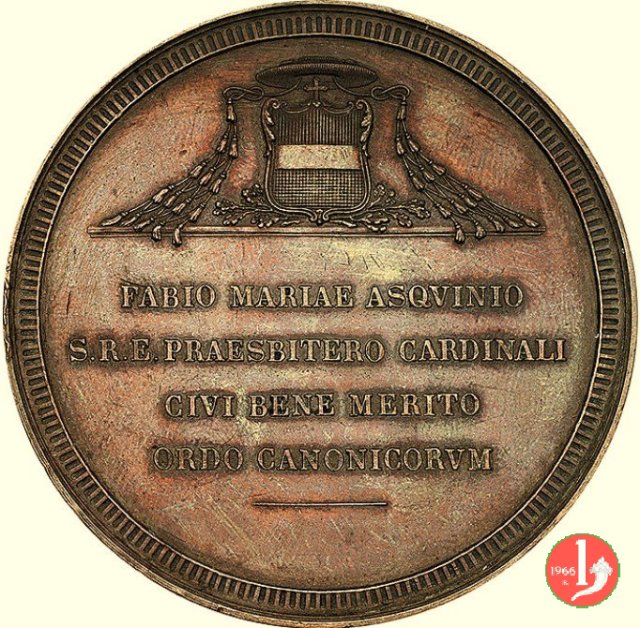 FABIO MARIAE ASQVINIO
S.R.E. PRAESBITERO CARDINALI
CIVI BENE MERITO
ORDO CANONICORVM
1966